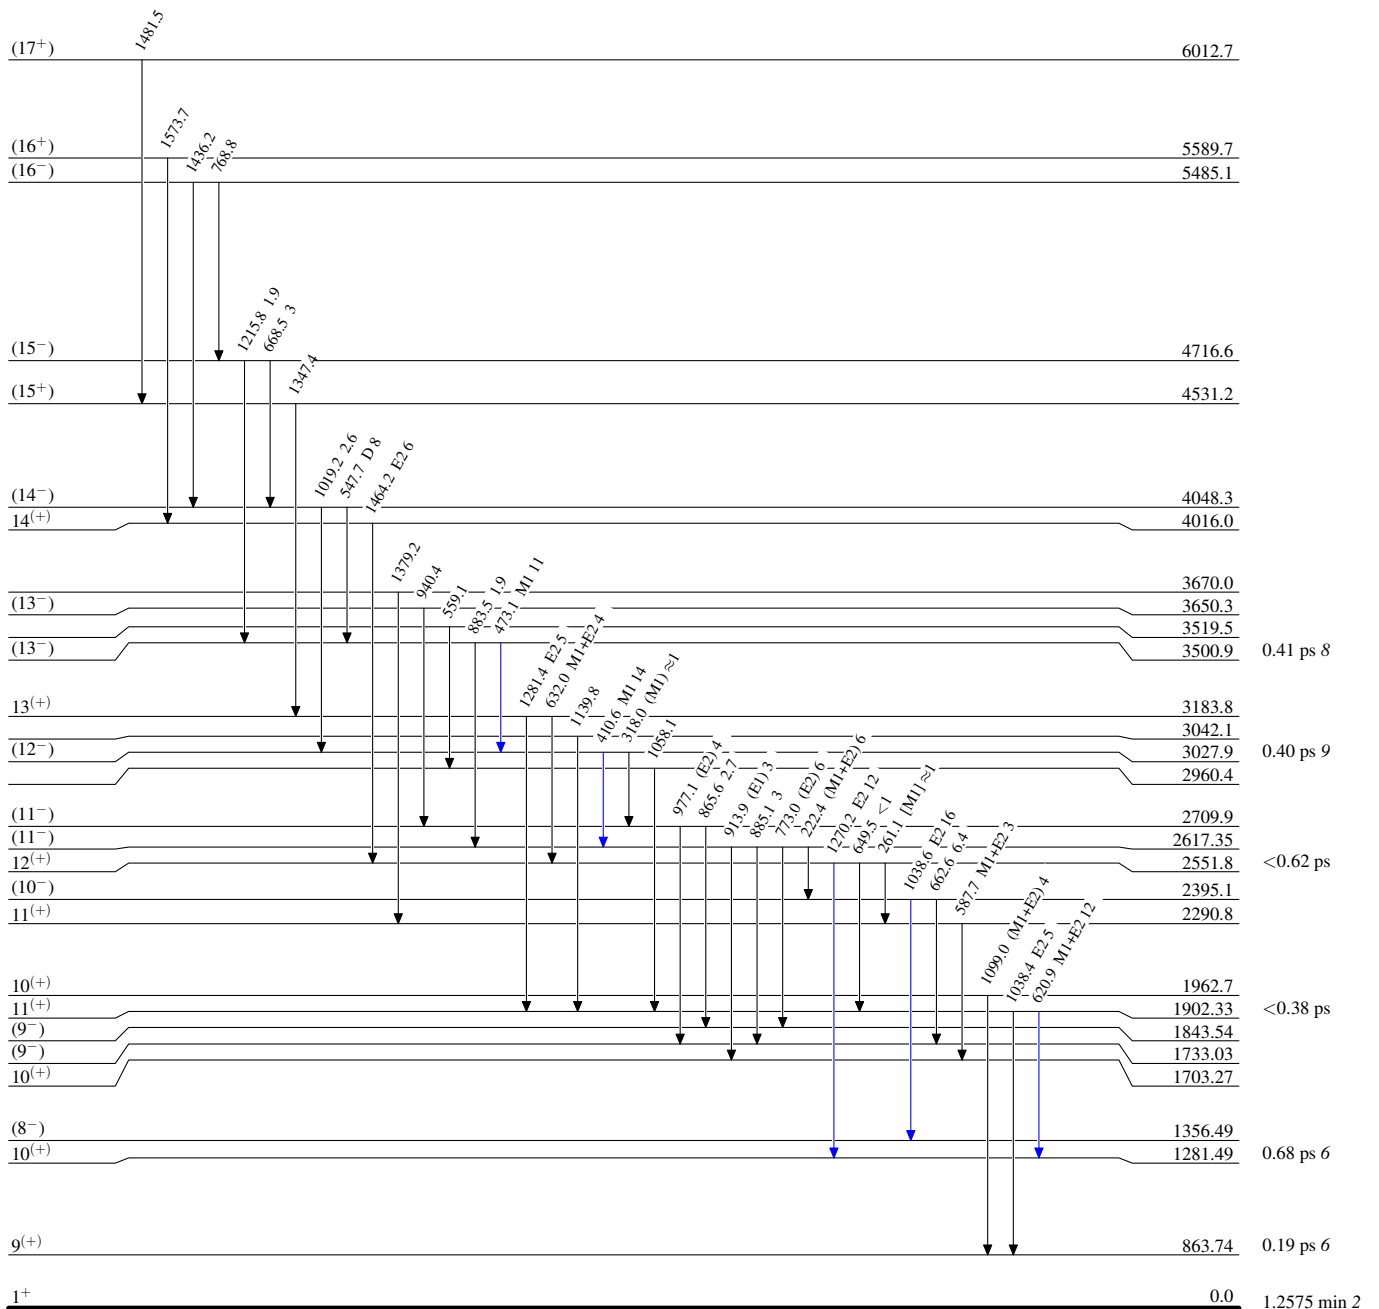 1481.5
(17⁺) 6012.7
1573.7
1436.2
768.8
(16⁺) 5589.7
(16⁻) 5485.1
1215.8 1.9
668.5 3
1347.4
(15⁻) 4716.6
(15⁺) 4531.2
1019.2 2.6
547.7 D 8
1464.2 E2 6
(14⁻) 4048.3
14⁽⁺⁾ 4016.0
1379.2
940.4
559.1
883.5 1.9
473.1 M1 11
3670.0
(13⁻) 3650.3
3519.5
(13⁻) 3500.9 0.41 ps 8
1281.4 E2 5
632.0 M1+E2 4
1139.8
410.6 M1 14
318.0 (M1) ≈1
1058.1
13⁽⁺⁾ 3183.8
3042.1
(12⁻) 3027.9 0.40 ps 9
2960.4
977.1 (E2) 4
865.6 2.7
913.9 (E1) 3
885.1 3
773.0 (E2) 6
222.4 (M1+E2) 6
1270.2 E2 12
649.5 <1
261.1 [M1] ≈1
1038.6 E2 16
662.6 6.4
587.7 M1+E2 3
(11⁻) 2709.9
(11⁻) 2617.35
12⁽⁺⁾ 2551.8 <0.62 ps
(10⁻) 2395.1
11⁽⁺⁾ 2290.8
1099.0 (M1+E2) 4
1038.4 E2 5
620.9 M1+E2 12
10⁽⁺⁾ 1962.7
11⁽⁺⁾ 1902.33 <0.38 ps
(9⁻) 1843.54
(9⁻) 1733.03
10⁽⁺⁾ 1703.27
(8⁻) 1356.49
10⁽⁺⁾ 1281.49 0.68 ps 6
9⁽⁺⁾ 863.74 0.19 ps 6
1⁺ 0.0 1.2575 min 2